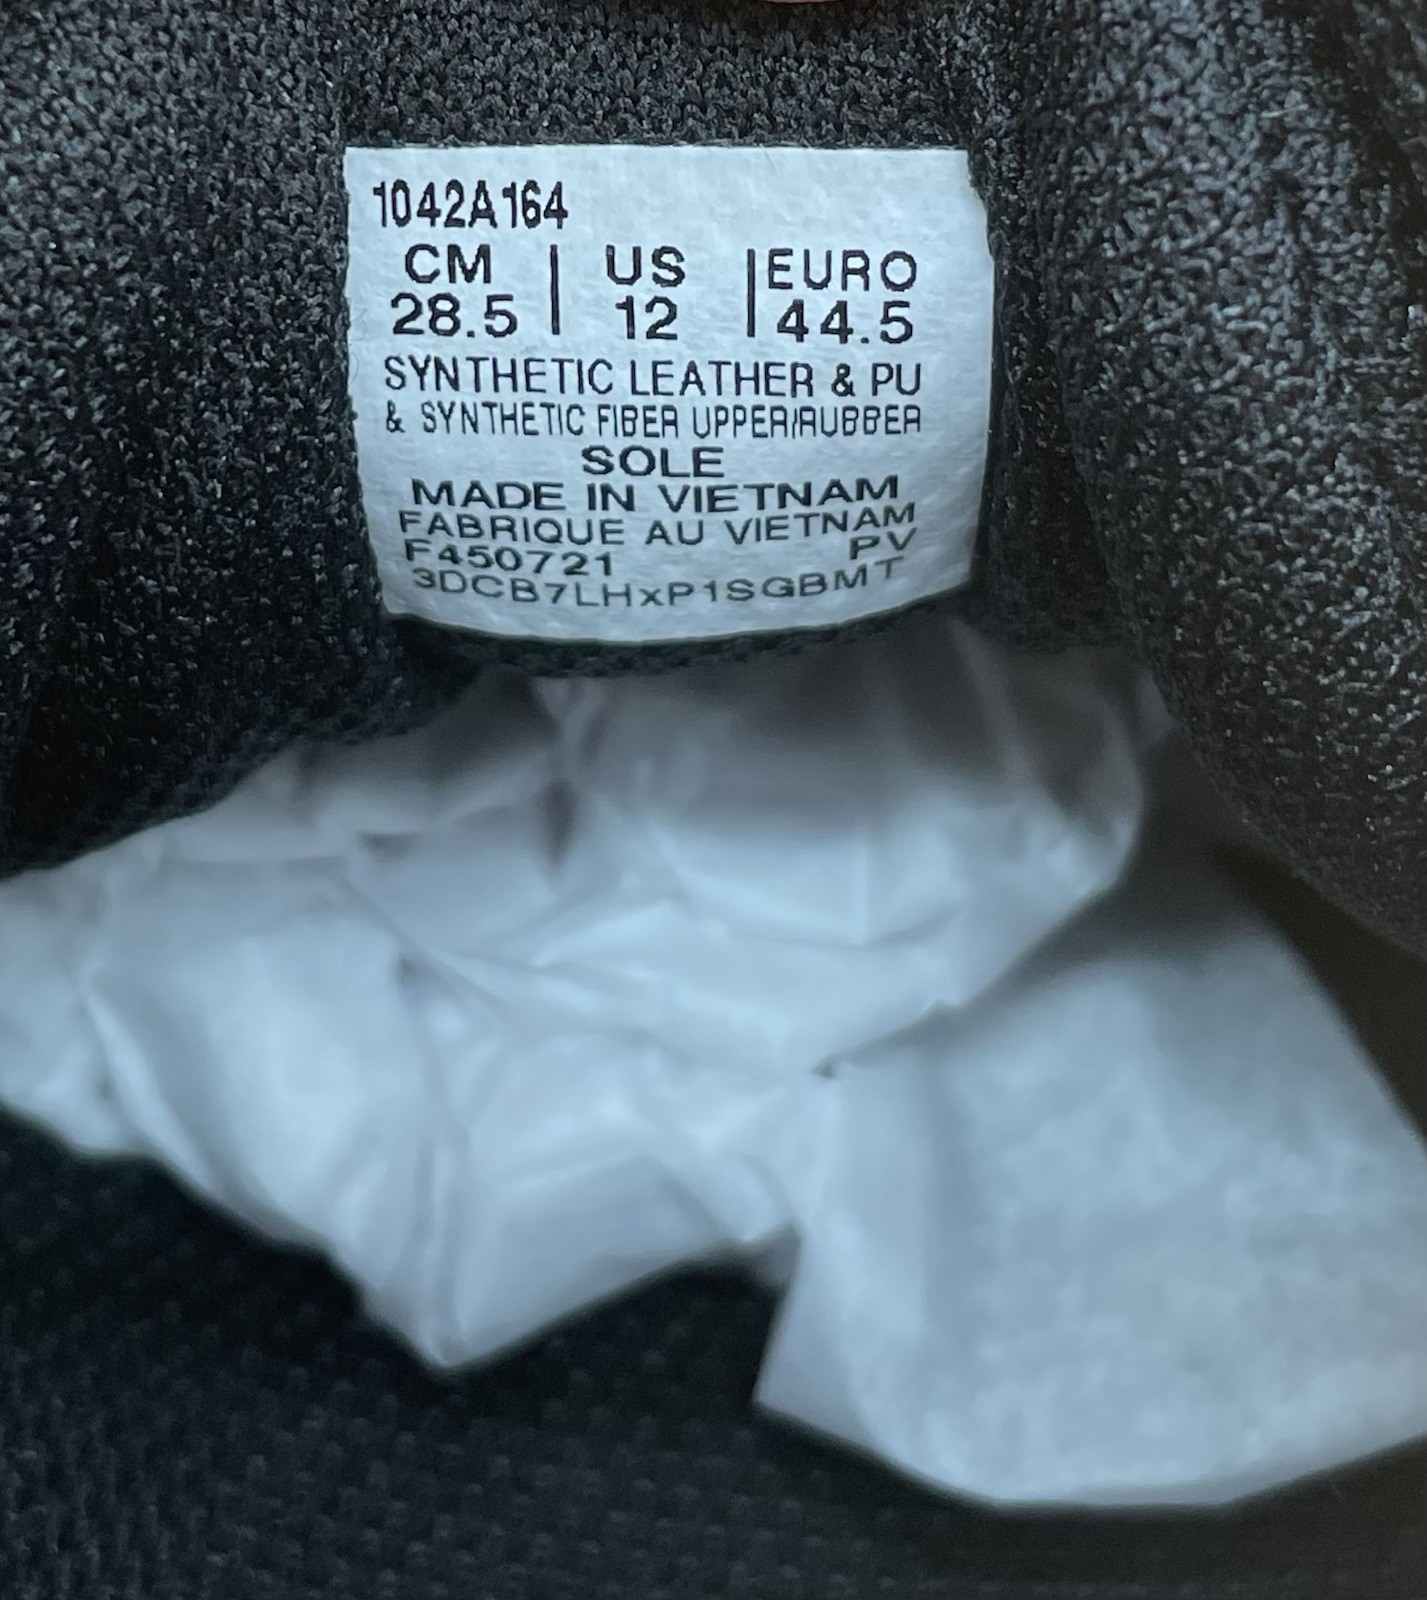 1042A164
CM | US | EURO
28.5 | 12 | 44.5
SYNTHETIC LEATHER & PU
& SYNTHETIC FIBER UPPER/RUBBER
SOLE
MADE IN VIETNAM
FABRIQUE AU VIETNAM
F450721 PV
3DCB7LHxP1SGBMT